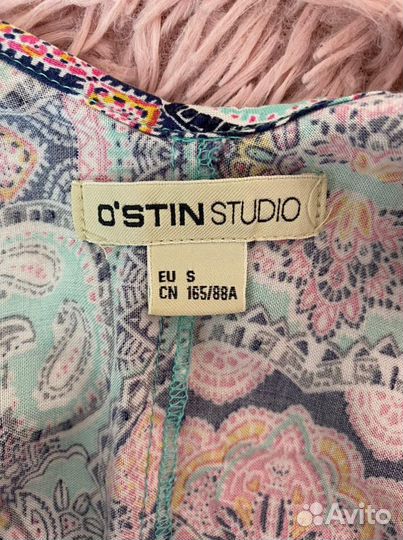 O'STIN STUDIO
EU S
CN 165/88A
Avito